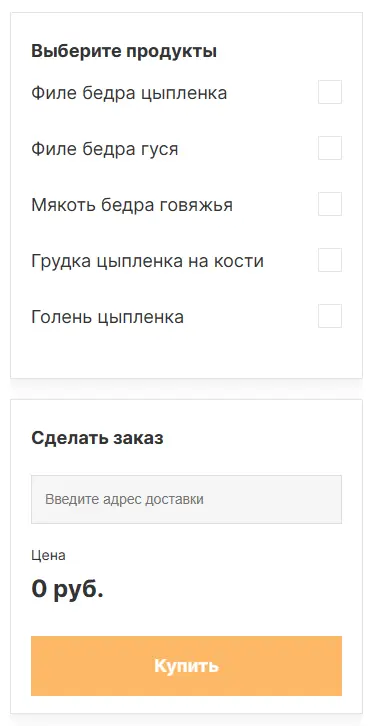 Выберите продукты
Филе бедра цыпленка
Филе бедра гуся
Мякоть бедра говяжья
Грудка цыпленка на кости
Голень цыпленка
Сделать заказ
Введите адрес доставки
Цена
0 руб.
Купить